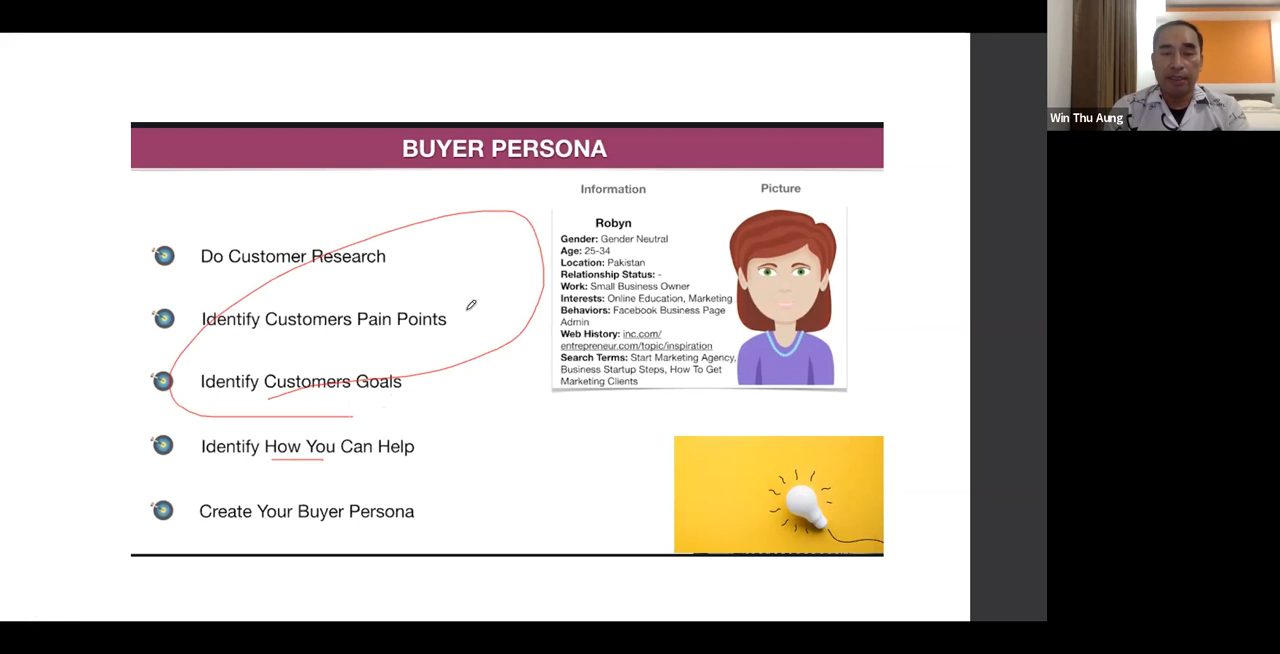 BUYER PERSONA
Do Customer Research
Identify Customers Pain Points
Identify Customers Goals
Identify How You Can Help
Create Your Buyer Persona
Information
Picture
Robyn
Gender: Gender Neutral
Age: 25-34
Location: Pakistan
Relationship Status: -
Work: Small Business Owner
Interests: Online Education, Marketing
Behaviors: Facebook Business Page
Admin
Web History: inc.com/
entrepreneur.com/topic/inspiration
Search Terms: Start Marketing Agency,
Business Startup Steps, How To Get
Marketing Clients
Win Thu Aung